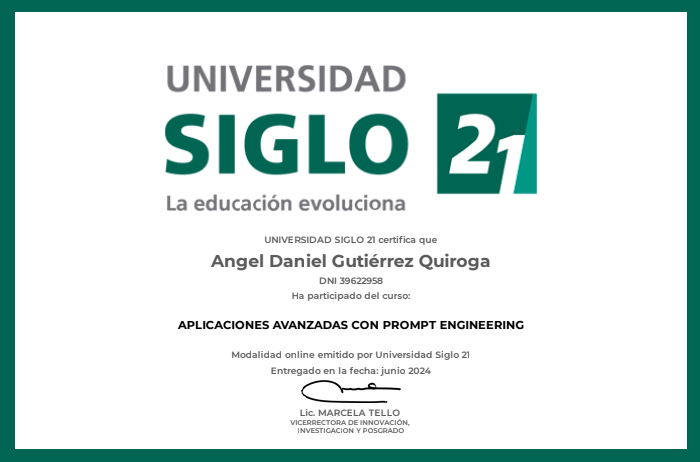 UNIVERSIDAD
SIGLO 21
La educación evoluciona
UNIVERSIDAD SIGLO 21 certifica que
Angel Daniel Gutiérrez Quiroga
DNI 39622958
Ha participado del curso:
APLICACIONES AVANZADAS CON PROMPT ENGINEERING
Modalidad online emitido por Universidad Siglo 21
Entregado en la fecha: junio 2024
Lic. MARCELA TELLO
VICERRECTORA DE INNOVACIÓN,
INVESTIGACION Y POSGRADO